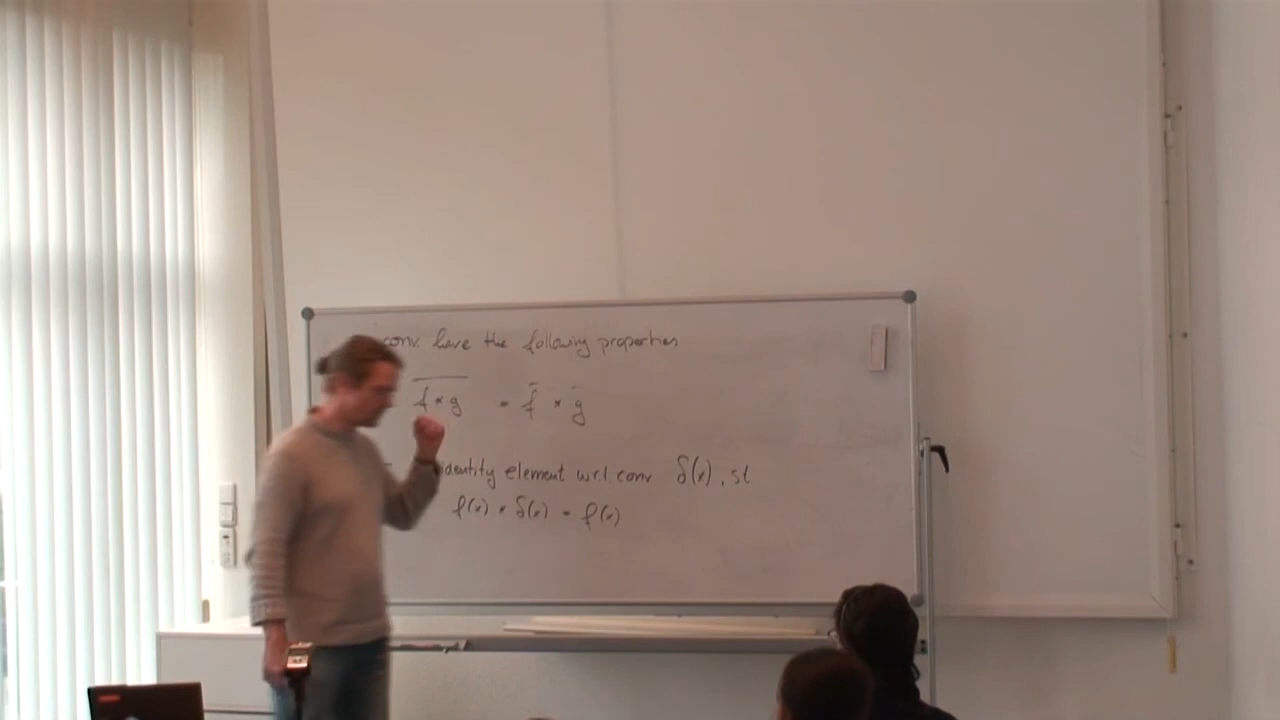 conv. have the following properties
f * g = f̄ * ḡ
identity element w.r.t. conv δ(x), st
f(x) * δ(x) = f(x)